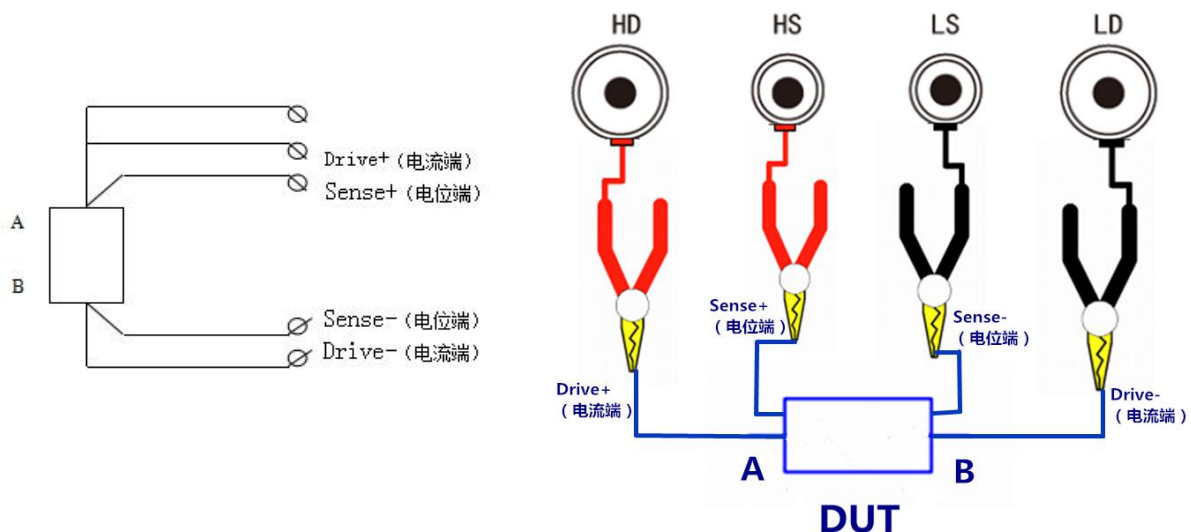 Drive+(电流端)
Sense+(电位端)
A
B
Sense-(电位端)
Drive-(电流端)
HD
HS
LS
LD
Sense+
(电位端)
Sense-
(电位端)
Drive+
(电流端)
Drive-
(电流端)
A
B
DUT